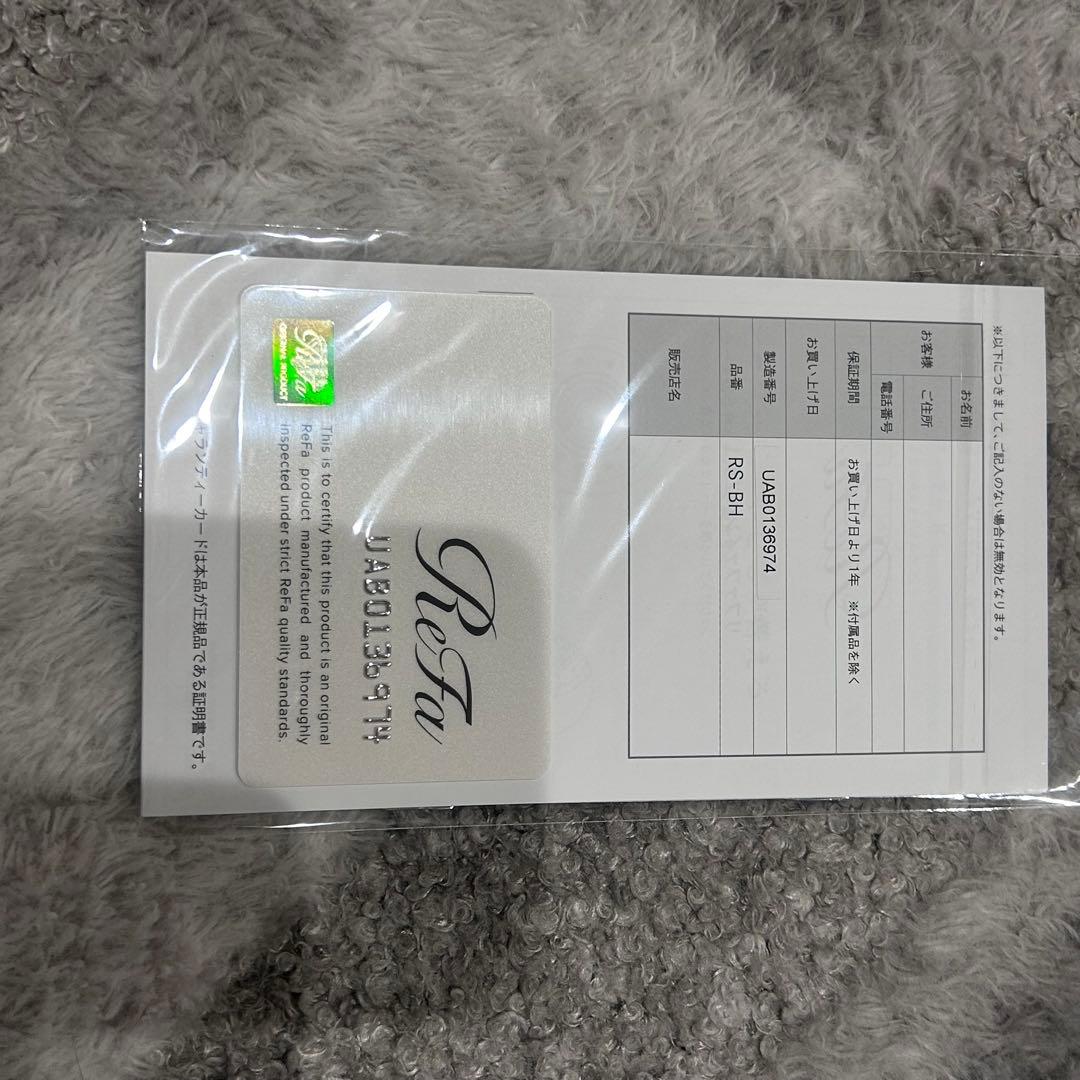 ※以下につきまして、ご記入のない場合は無効となります。
お客様
お名前
ご住所
電話番号
保証期間 お買い上げ日より1年 ※付属品を除く
お買い上げ日
製造番号 UAB0136974
品番 RS-BH
販売店名
ReFa
UAB0136974
This is to certify that this product is an original
ReFa product manufactured and thoroughly
inspected under strict ReFa quality standards.
ReFa
ORIGINAL PRODUCT
ギャランティーカードは本品が正規品である証明書です。